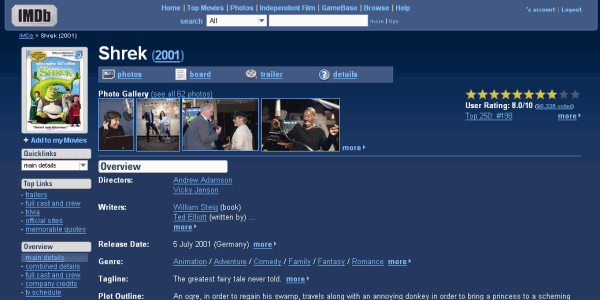 IMDb
Home | Top Movies | Photos | Independent Film | GameBase | Browse | Help
search All more | tips
's account | Logout
IMDb > Shrek (2001)
SHREK
Shrek (2001)
photos board trailer details
Photo Gallery (see all 62 photos)
more
User Rating: 8.0/10
Top 250: #198 more
Add to my Movies
Quicklinks
main details
Top Links
- trailers
- full cast and crew
- trivia
- official sites
- memorable quotes
Overview
main details
- combined details
- full cast and crew
- company credits
- tv schedule
Overview
Directors: Andrew Adamson
Vicky Jenson
Writers: William Steig (book)
Ted Elliott (written by) ...
more
Release Date: 5 July 2001 (Germany) more
Genre: Animation / Adventure / Comedy / Family / Fantasy / Romance more
Tagline: The greatest fairy tale never told. more
Plot Outline: An ogre, in order to regain his swamp, travels along with an annoying donkey in order to bring a princess to a scheming